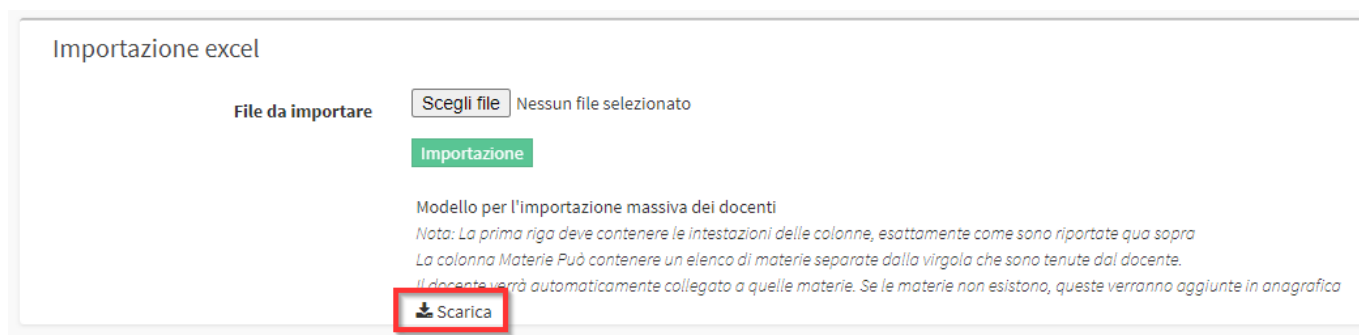 Importazione excel
File da importare
Scegli file Nessun file selezionato
Importazione
Modello per l'importazione massiva dei docenti
Nota: La prima riga deve contenere le intestazioni delle colonne, esattamente come sono riportate qua sopra
La colonna Materie Può contenere un elenco di materie separate dalla virgola che sono tenute dal docente.
Il docente verrà automaticamente collegato a quelle materie. Se le materie non esistono, queste verranno aggiunte in anagrafica
Scarica